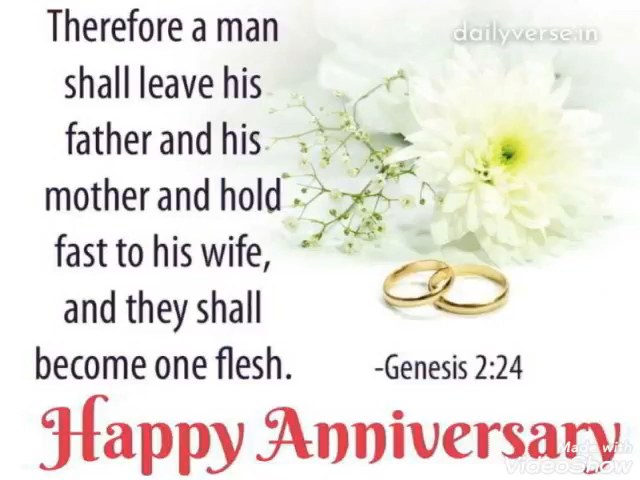 Therefore a man
shall leave his
father and his
mother and hold
fast to his wife,
and they shall
become one flesh.
-Genesis 2:24
Happy Anniversary
dailyverse.in
Made with
VideoShow